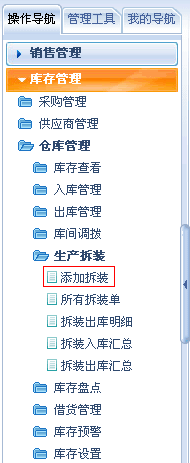 操作导航 管理工具 我的导航
销售管理
库存管理
采购管理
供应商管理
仓库管理
库存查看
入库管理
出库管理
库间调拨
生产拆装
添加拆装
所有拆装单
拆装出库明细
拆装入库汇总
拆装出库汇总
库存盘点
借货管理
库存预警
库存设置